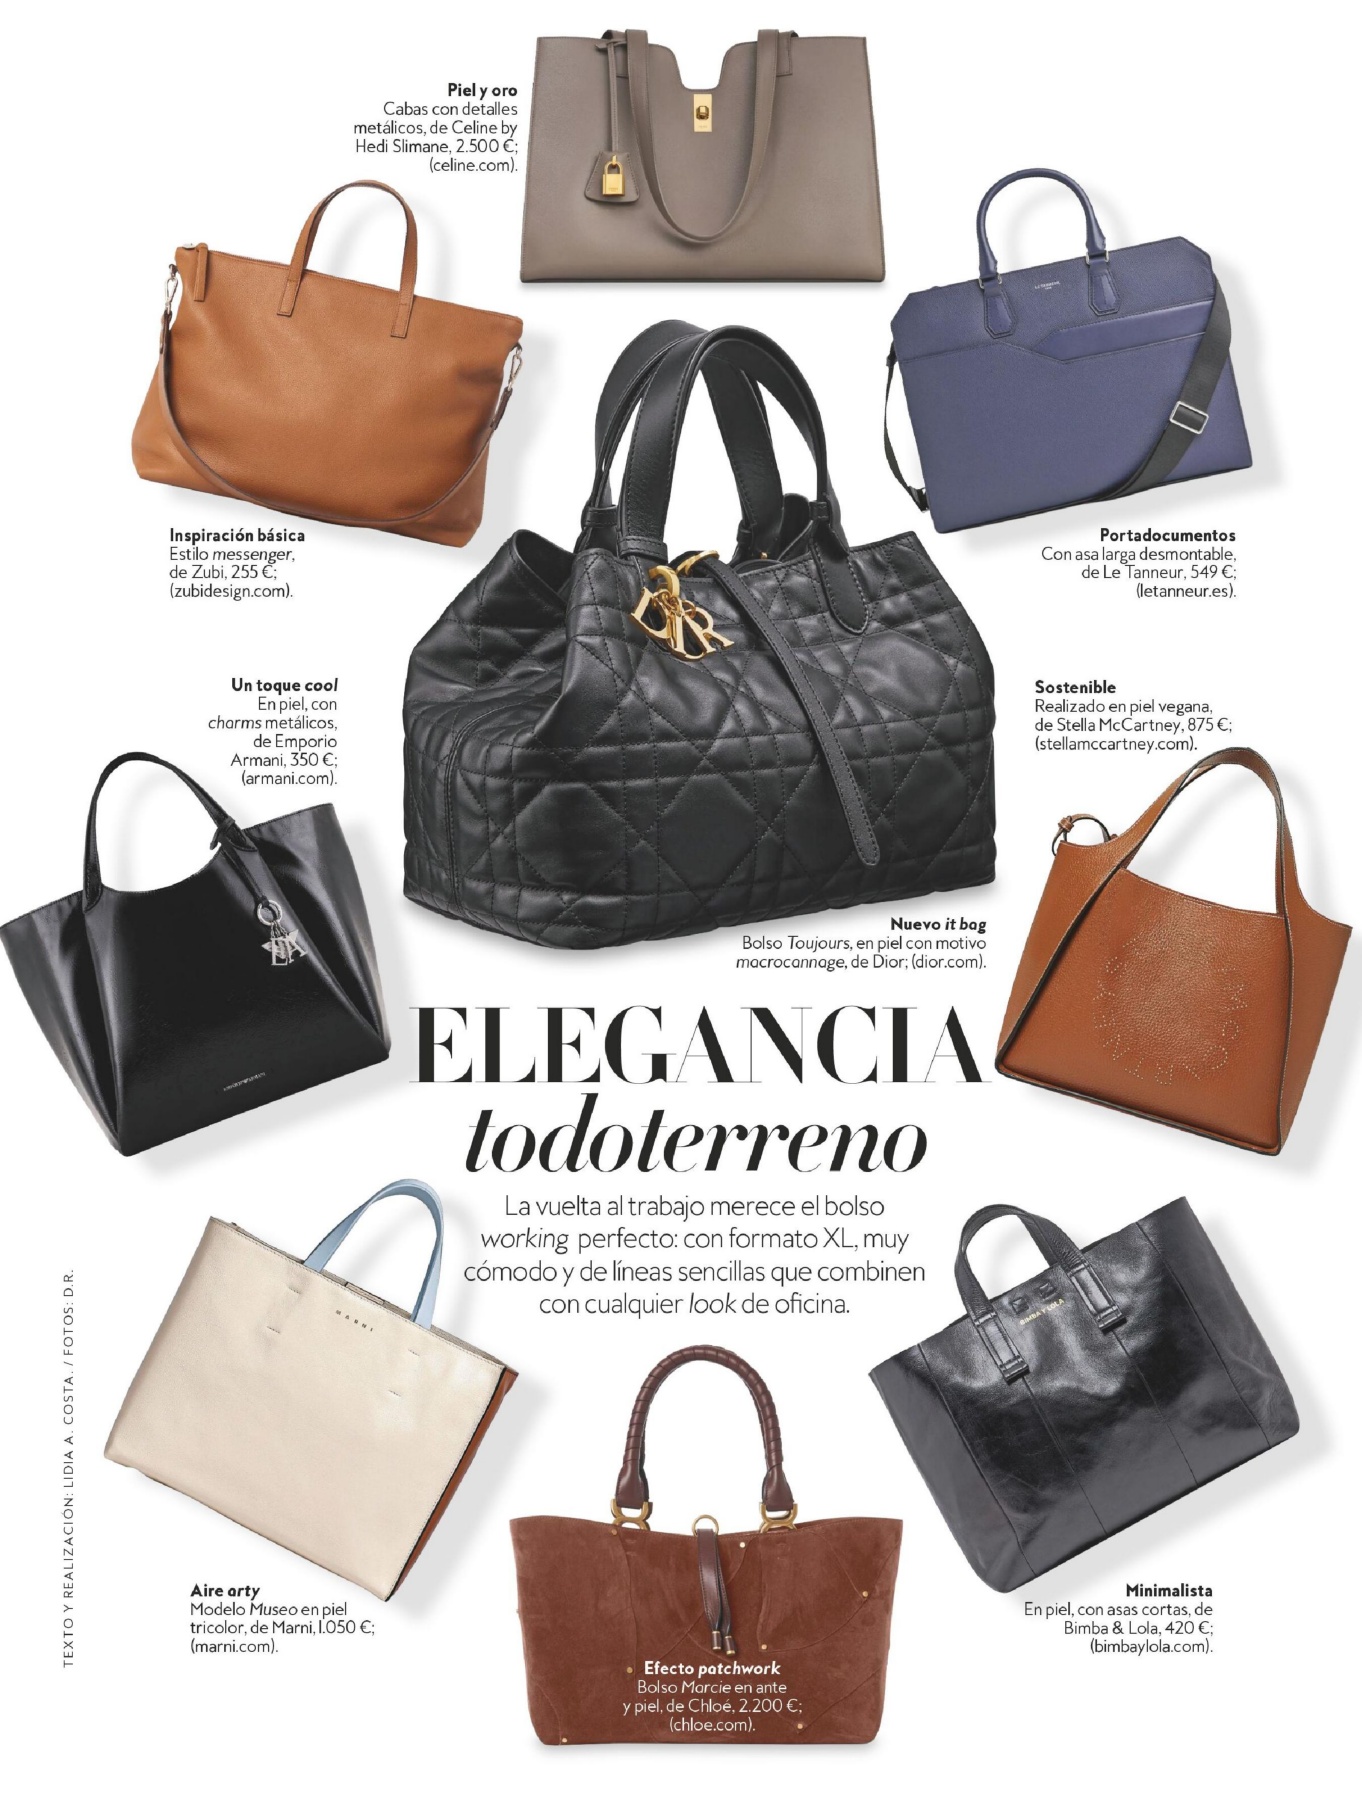 Piel y oro
Cabas con detalles
metálicos, de Celine by
Hedi Slimane, 2.500 €;
(celine.com).
LE TANNEUR
Inspiración básica
Estilo messenger,
de Zubi, 255 €;
(zubidesign.com).
Portadocumentos
Con asa larga desmontable,
de Le Tanneur, 549 €;
(letanneur.es).
DIOR
Un toque cool
En piel, con
charms metálicos,
de Emporio
Armani, 350 €;
(armani.com).
Sostenible
Realizado en piel vegana,
de Stella McCartney, 875 €;
(stellamccartney.com).
EA
EMPORIO ARMANI
Nuevo it bag
Bolso Toujours, en piel con motivo
macrocannage, de Dior; (dior.com).
ELEGANCIA
todoterreno
La vuelta al trabajo merece el bolso
working perfecto: con formato XL, muy
cómodo y de líneas sencillas que combinen
con cualquier look de oficina.
MARNI
BIMBA Y LOLA
Aire arty
Modelo Museo en piel
tricolor, de Marni, 1.050 €;
(marni.com).
Efecto patchwork
Bolso Marcie en ante
y piel, de Chloé, 2.200 €;
(chloe.com).
Minimalista
En piel, con asas cortas, de
Bimba & Lola, 420 €;
(bimbaylola.com).
TEXTO Y REALIZACIÓN: LIDIA A. COSTA. / FOTOS: D.R.